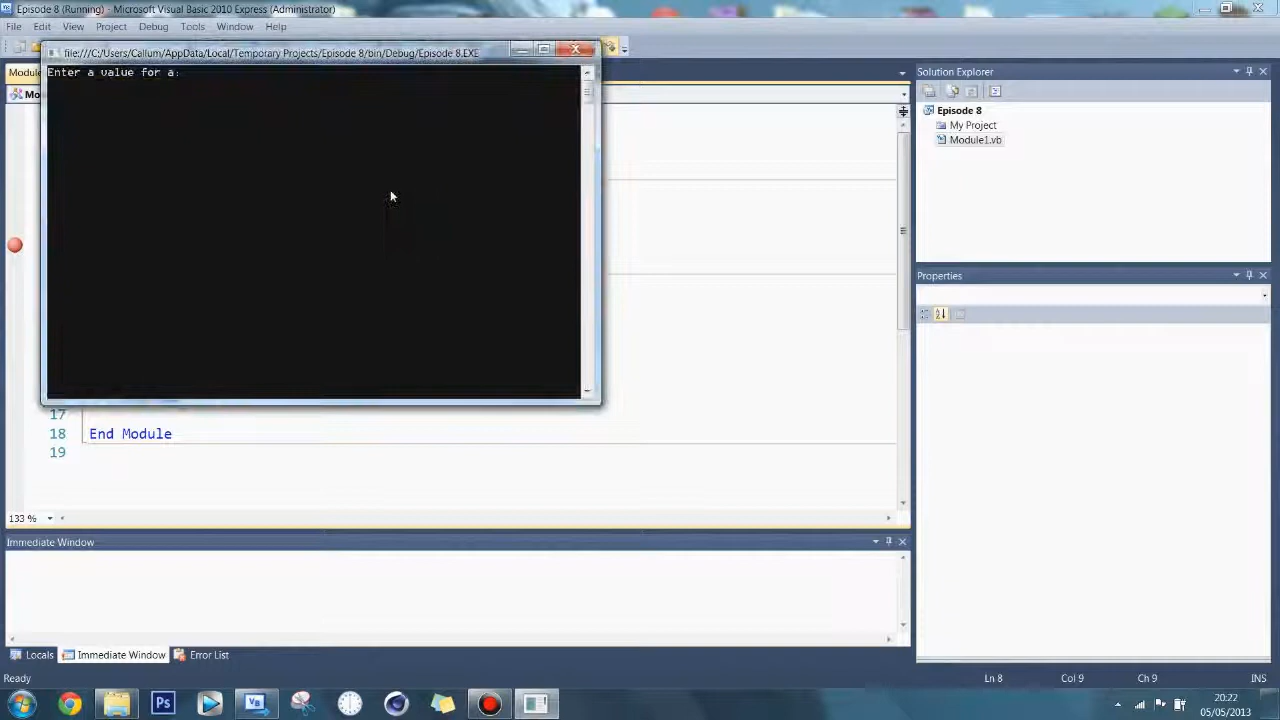 Episode 8 (Running) - Microsoft Visual Basic 2010 Express (Administrator)
File Edit View Project Debug Tools Window Help
file:///C:/Users/Callum/AppData/Local/Temporary Projects/Episode 8/bin/Debug/Episode 8.EXE
Enter a value for a:
Module
Mo
Solution Explorer
Episode 8
My Project
Module1.vb
Properties
17
18 End Module
19
133 %
Immediate Window
Locals Immediate Window Error List
Ready Ln 8 Col 9 Ch 9 INS
20:22
05/05/2013